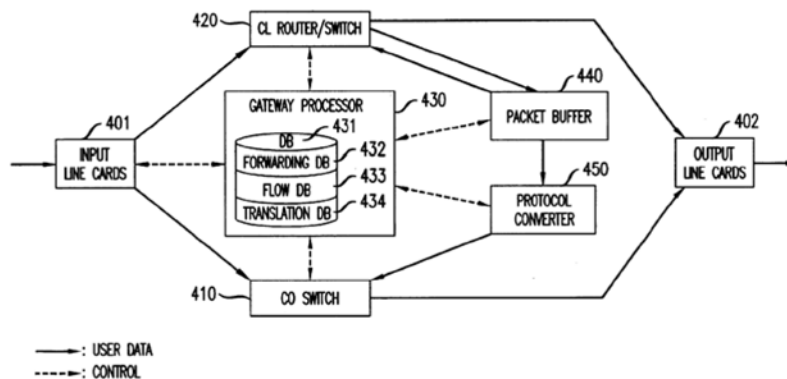 420
CL ROUTER/SWITCH
440
GATEWAY PROCESSOR
430
PACKET BUFFER
401
431
DB
402
INPUT
LINE CARDS
FORWARDING DB
432
450
OUTPUT
LINE CARDS
FLOW DB
433
PROTOCOL
CONVERTER
TRANSLATION DB
434
410
CO SWITCH
: USER DATA
: CONTROL